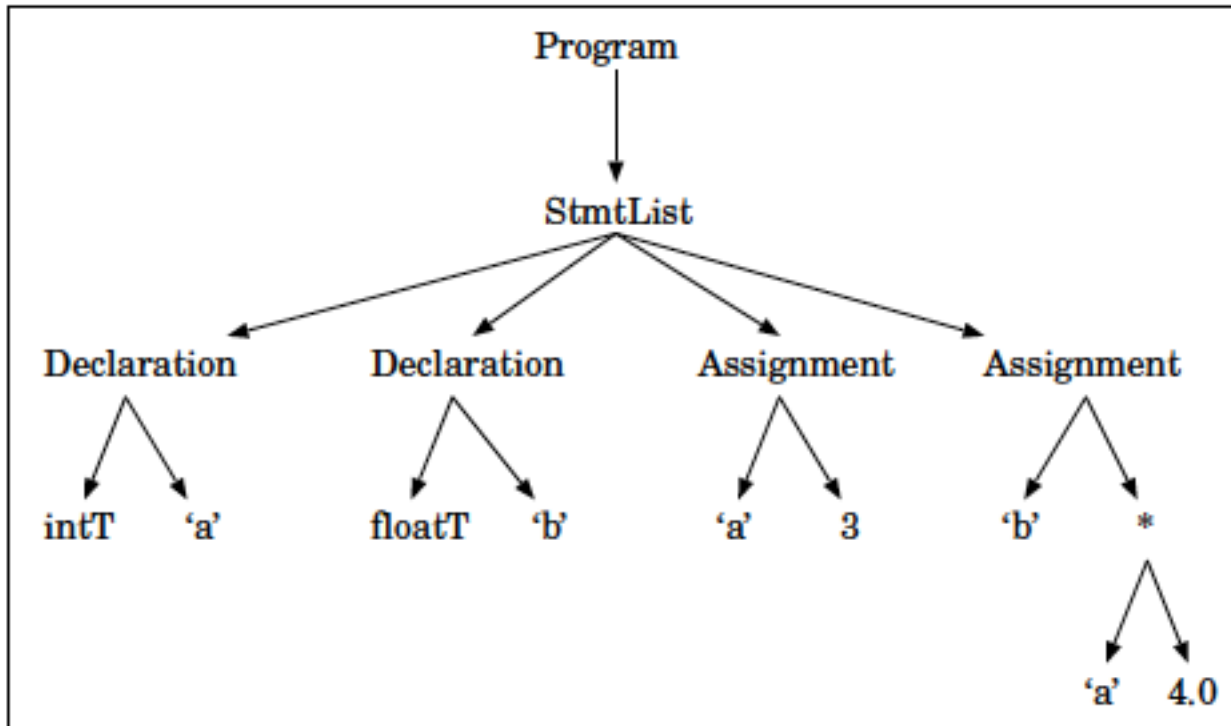 Program
StmtList
Declaration Declaration Assignment Assignment
intT ‘a’ floatT ‘b’ ‘a’ 3 ‘b’ *
‘a’ 4.0